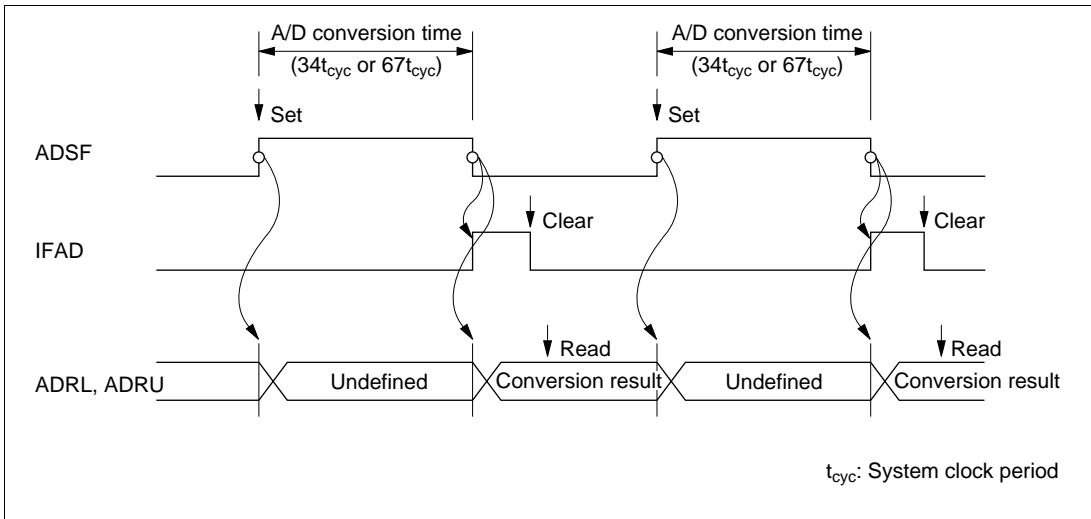 A/D conversion time A/D conversion time
(34tcyc or 67tcyc) (34tcyc or 67tcyc)
Set Set
ADSF
Clear Clear
IFAD
Read Read
ADRL, ADRU Undefined Conversion result Undefined Conversion result
tcyc: System clock period